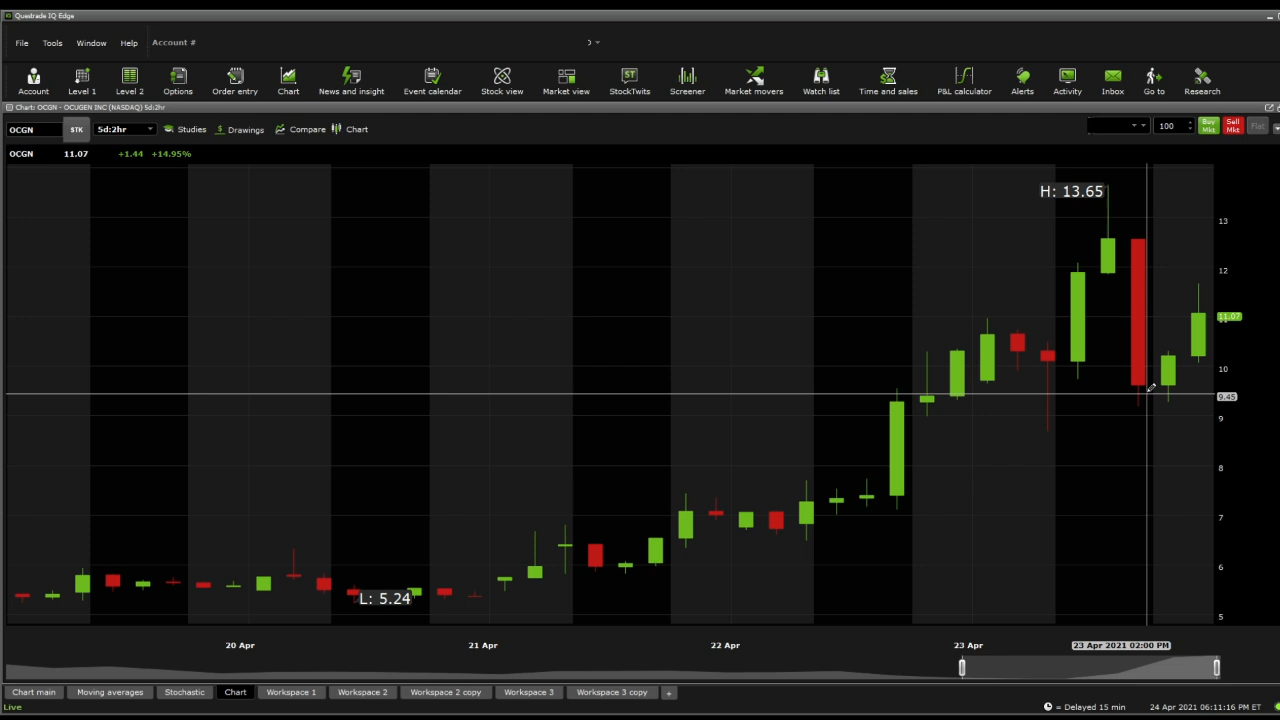 Questrade IQ Edge
File Tools Window Help Account #
Account Level 1 Level 2 Options Order entry Chart News and insight Event calendar Stock view Market view StockTwits Screener Market movers Watch list Time and sales P&L calculator Alerts Activity Inbox Go to Research
Chart: OCGN - OCUGEN INC (NASDAQ) 5d:2hr
OCGN STK 5d:2hr Studies Drawings Compare Chart 100 Buy Mkt Sell Mkt Flat
OCGN 11.07 +1.44 +14.95%
H: 13.65
13
12
11.07
10
9.45
9
8
7
6
L: 5.24
5
20 Apr 21 Apr 22 Apr 23 Apr 23 Apr 2021 02:00 PM
Chart main Moving averages Stochastic Chart Workspace 1 Workspace 2 Workspace 2 copy Workspace 3 Workspace 3 copy +
Live = Delayed 15 min 24 Apr 2021 06:11:16 PM ET